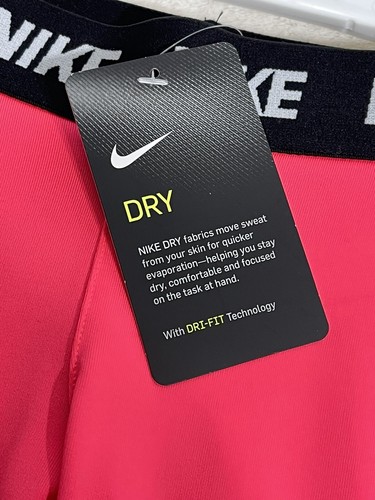 NIKE
NIKE
DRY
NIKE DRY fabrics move sweat
from your skin for quicker
evaporation—helping you stay
dry, comfortable and focused
on the task at hand.
With DRI-FIT Technology